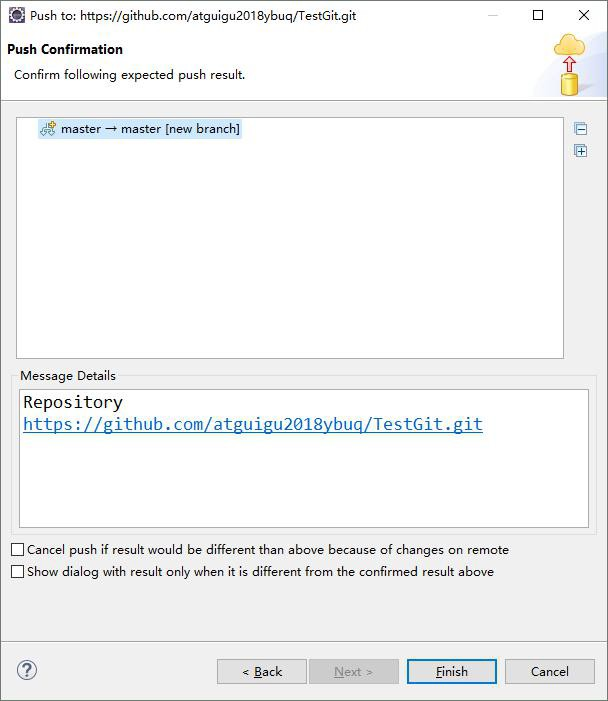 Push to: https://github.com/atguigu2018ybuq/TestGit.git
Push Confirmation
Confirm following expected push result.
master → master [new branch]
Message Details
Repository
https://github.com/atguigu2018ybuq/TestGit.git
Cancel push if result would be different than above because of changes on remote
Show dialog with result only when it is different from the confirmed result above
? < Back Next > Finish Cancel